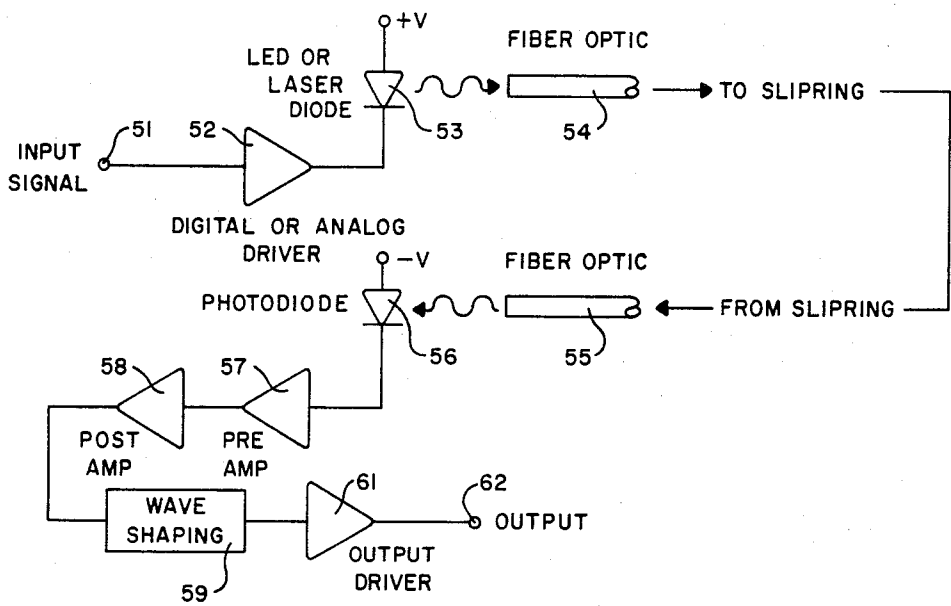 +V
FIBER OPTIC
LED OR
LASER
DIODE
53
54
TO SLIPRING
51
52
INPUT
SIGNAL
DIGITAL OR ANALOG
DRIVER
-V
FIBER OPTIC
PHOTODIODE
56
55
FROM SLIPRING
58
57
POST
AMP
PRE
AMP
61
62
WAVE
SHAPING
OUTPUT
59
OUTPUT
DRIVER